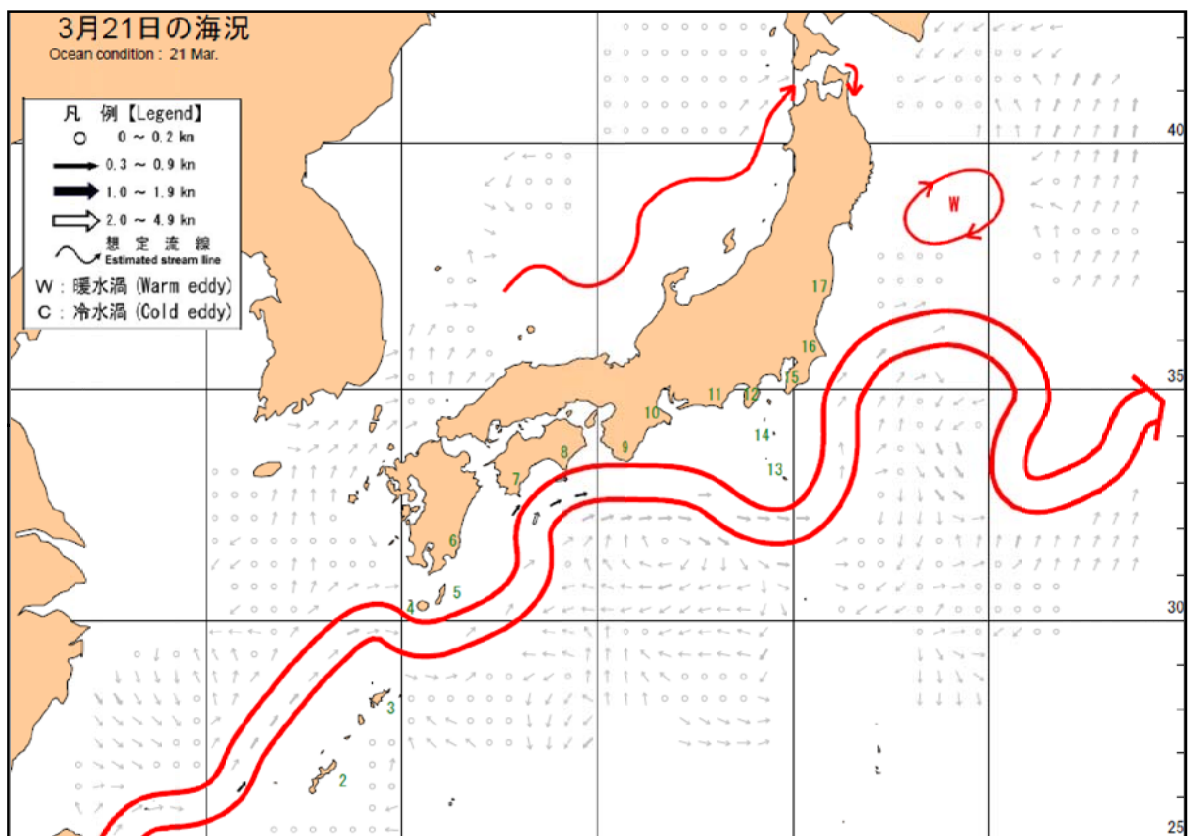 3月21日の海況
Ocean condition : 21 Mar.
凡 例【Legend】
0 ~ 0.2 kn
0.3 ~ 0.9 kn
1.0 ~ 1.9 kn
2.0 ~ 4.9 kn
想 定 流 線
Estimated stream line
W : 暖水渦 (Warm eddy)
C : 冷水渦 (Cold eddy)
40
W
17
16
35
15
12
11
10
14
9
8
13
7
6
5
4
30
3
2
25